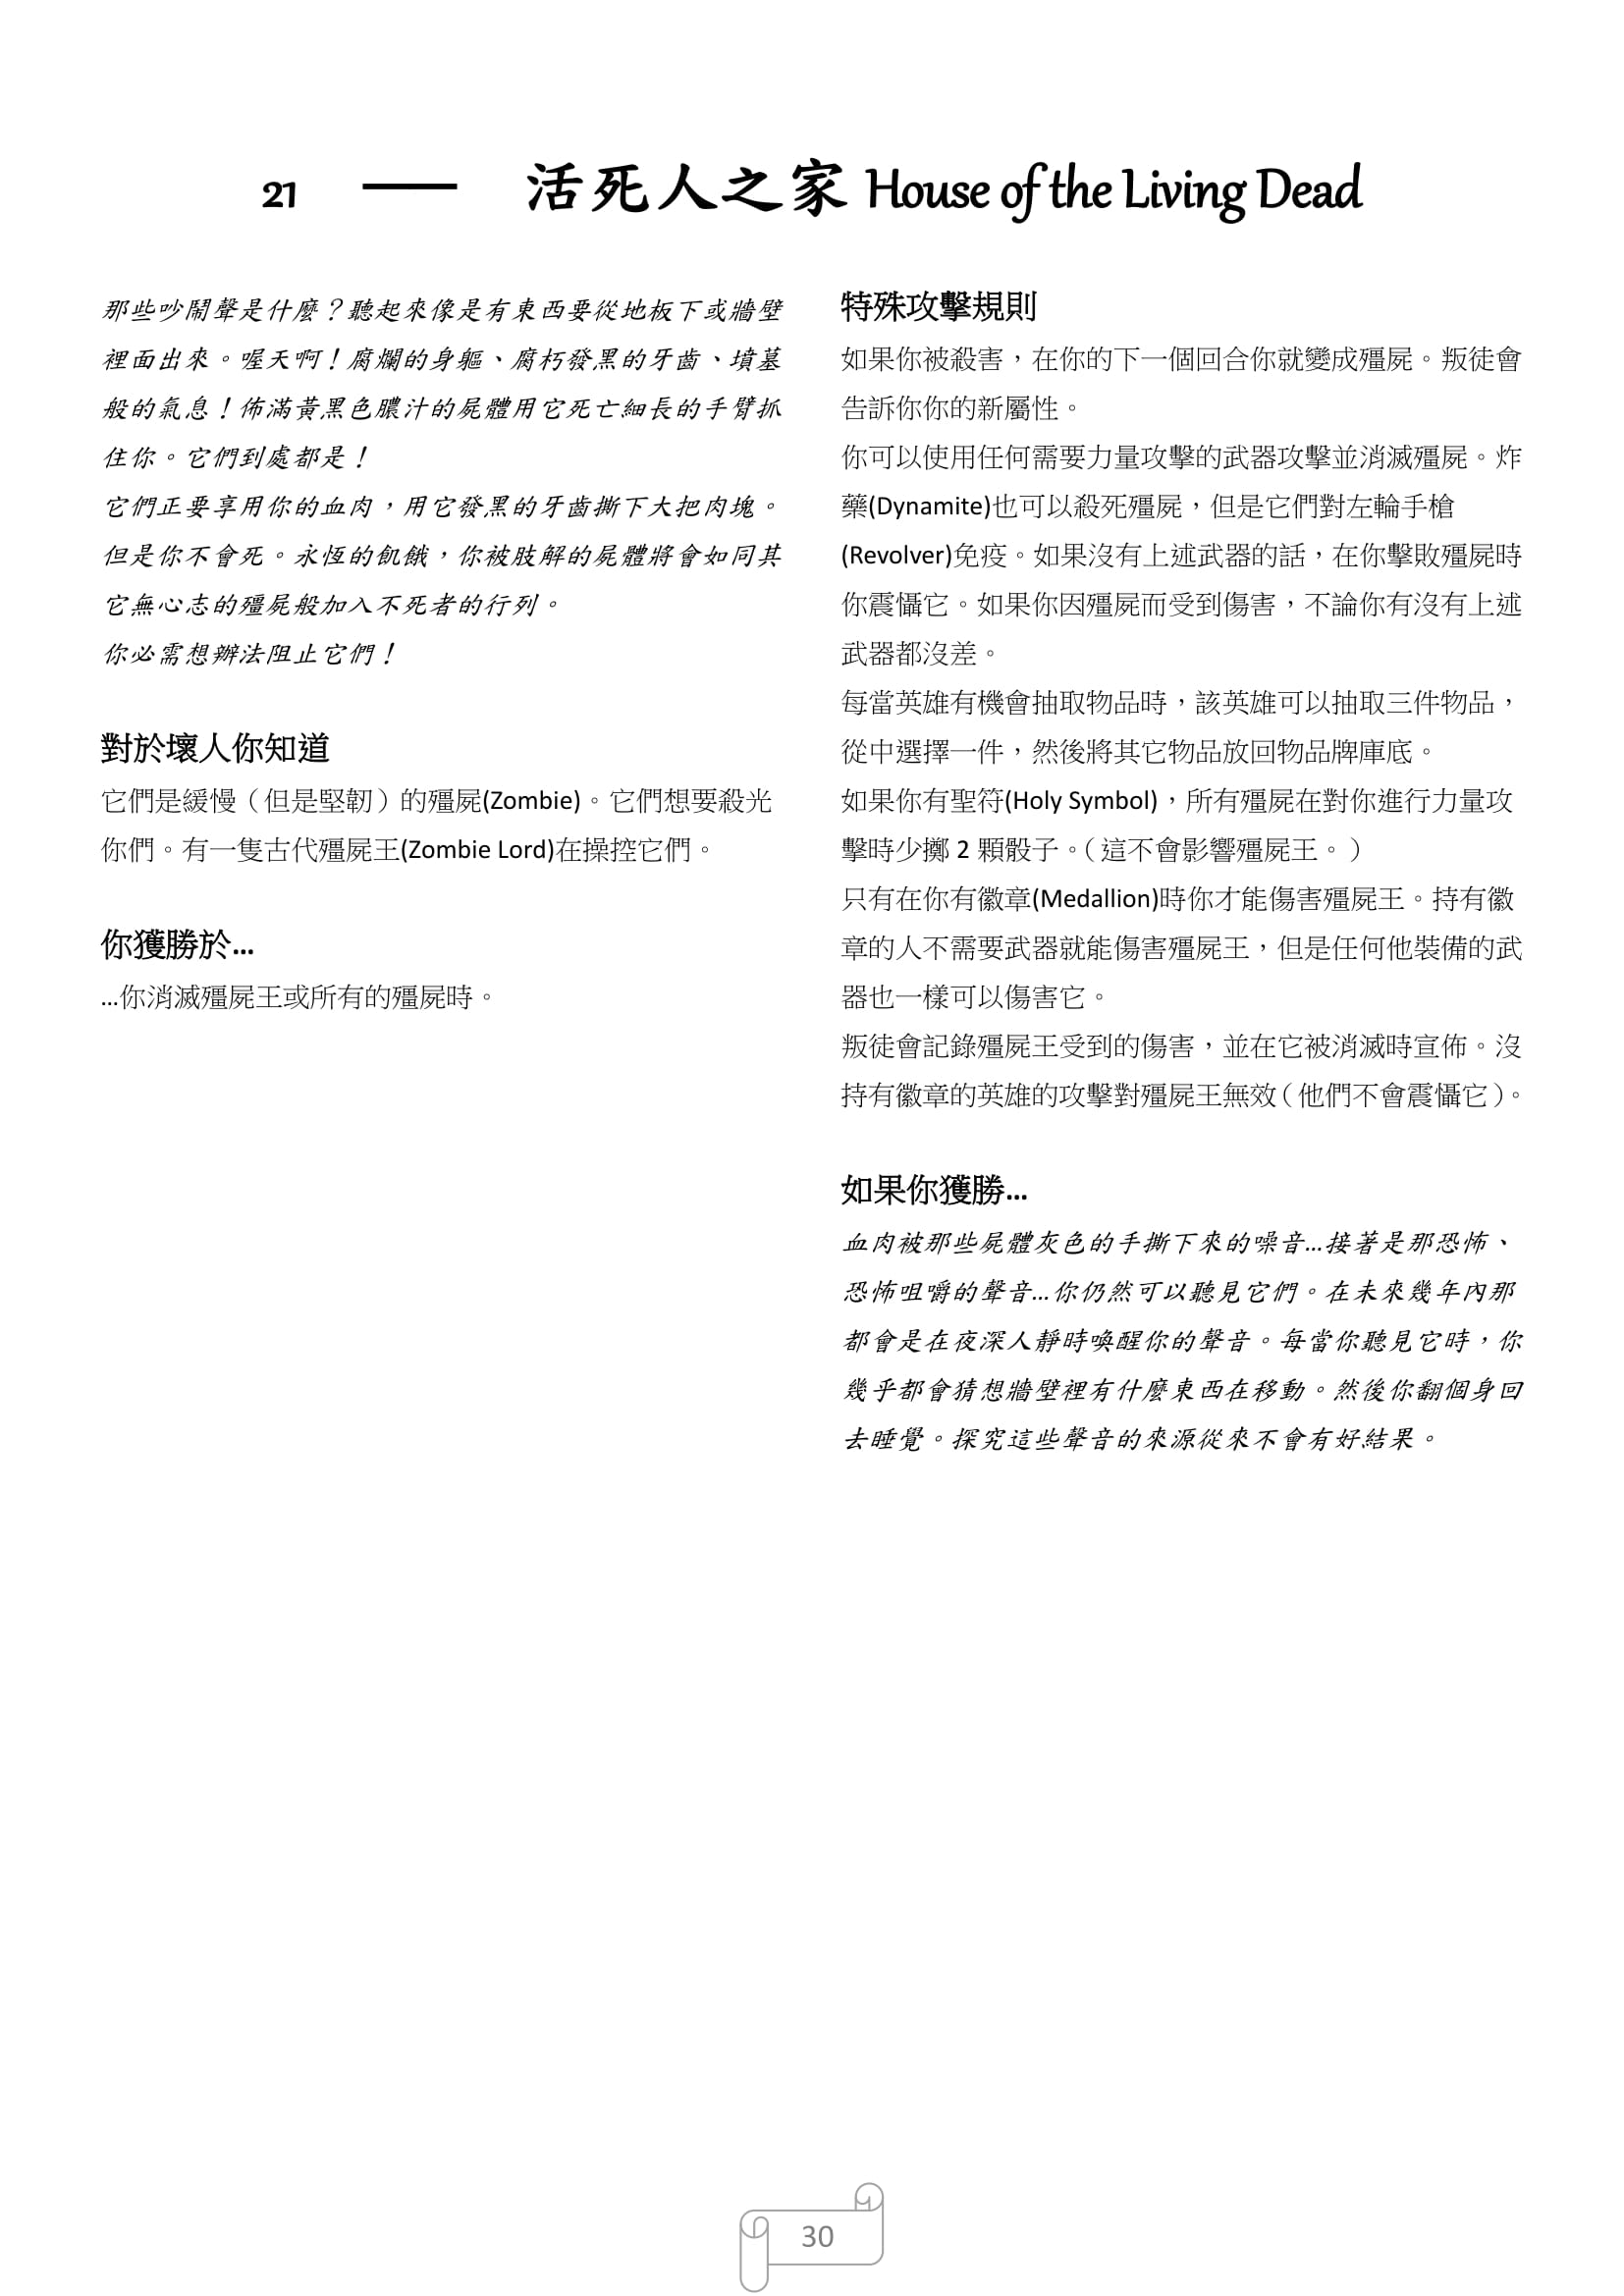 21 — 活死人之家 House of the Living Dead
那些吵鬧聲是什麼？聽起來像是有東西要從地板下或牆壁
裡面出來。喔天啊！腐爛的身軀、腐朽發黑的牙齒、墳墓
般的氣息！佈滿黃黑色膿汁的屍體用它死亡細長的手臂抓
住你。它們到處都是！
它們正要享用你的血肉，用它發黑的牙齒撕下大把肉塊。
但是你不會死。永恆的飢餓，你被肢解的屍體將會如同其
它無心志的殭屍般加入不死者的行列。
你必需想辦法阻止它們！
對於壞人你知道
它們是緩慢（但是堅韌）的殭屍(Zombie)。它們想要殺光
你們。有一隻古代殭屍王(Zombie Lord)在操控它們。
你獲勝於…
…你消滅殭屍王或所有的殭屍時。
特殊攻擊規則
如果你被殺害，在你的下一個回合你就變成殭屍。叛徒會
告訴你你的新屬性。
你可以使用任何需要力量攻擊的武器攻擊並消滅殭屍。炸
藥(Dynamite)也可以殺死殭屍，但是它們對左輪手槍
(Revolver)免疫。如果沒有上述武器的話，在你擊敗殭屍時
你震懾它。如果你因殭屍而受到傷害，不論你有沒有上述
武器都沒差。
每當英雄有機會抽取物品時，該英雄可以抽取三件物品，
從中選擇一件，然後將其它物品放回物品牌庫底。
如果你有聖符(Holy Symbol)，所有殭屍在對你進行力量攻
擊時少擲 2 顆骰子。（這不會影響殭屍王。）
只有在你有徽章(Medallion)時你才能傷害殭屍王。持有徽
章的人不需要武器就能傷害殭屍王，但是任何他裝備的武
器也一樣可以傷害它。
叛徒會記錄殭屍王受到的傷害，並在它被消滅時宣佈。沒
持有徽章的英雄的攻擊對殭屍王無效（他們不會震懾它）。
如果你獲勝…
血肉被那些屍體灰色的手撕下來的噪音…接著是那恐怖、
恐怖咀嚼的聲音…你仍然可以聽見它們。在未來幾年內那
都會是在夜深人靜時喚醒你的聲音。每當你聽見它時，你
幾乎都會猜想牆壁裡有什麼東西在移動。然後你翻個身回
去睡覺。探究這些聲音的來源從來不會有好結果。
30